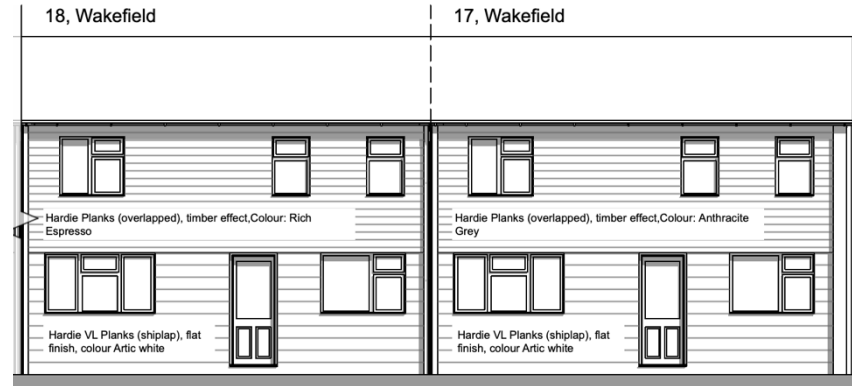 18, Wakefield
17, Wakefield
Hardie Planks (overlapped), timber effect,Colour: Rich
Espresso
Hardie Planks (overlapped), timber effect,Colour: Anthracite
Grey
Hardie VL Planks (shiplap), flat
finish, colour Artic white
Hardie VL Planks (shiplap), flat
finish, colour Artic white